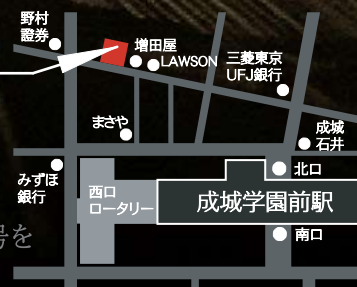 野村
證券
増田屋
LAWSON
三菱東京
UFJ銀行
まさや
成城
石井
みずほ
銀行
西口
ロータリー
北口
成城学園前駅
南口
号を